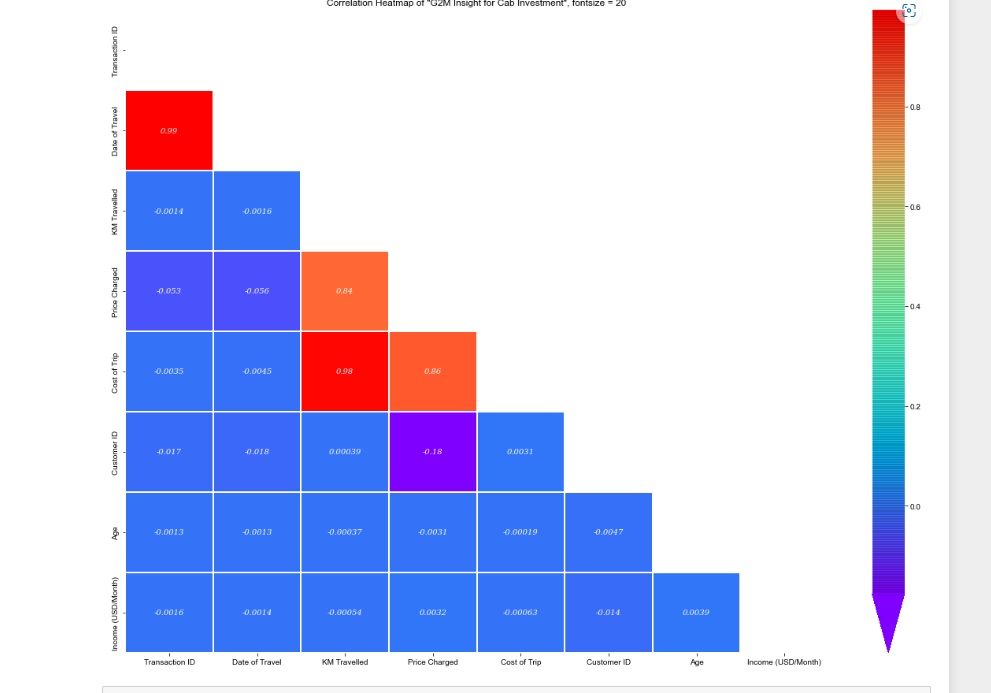 Correlation Heatmap of "G2M Insight for Cab Investment", fontsize = 20
Transaction ID
Date of Travel 0.99
KM Travelled -0.0014 -0.0016
Price Charged -0.053 -0.056 0.84
Cost of Trip -0.0035 -0.0045 0.98 0.86
Customer ID -0.017 -0.018 0.00039 -0.18 0.0031
Age -0.0013 -0.0013 -0.00037 -0.0031 -0.00019 -0.0047
Income (USD/Month) -0.0016 -0.0014 -0.00054 0.0032 -0.00063 -0.014 0.0039
Transaction ID Date of Travel KM Travelled Price Charged Cost of Trip Customer ID Age Income (USD/Month)
0.8
0.6
0.4
0.2
0.0